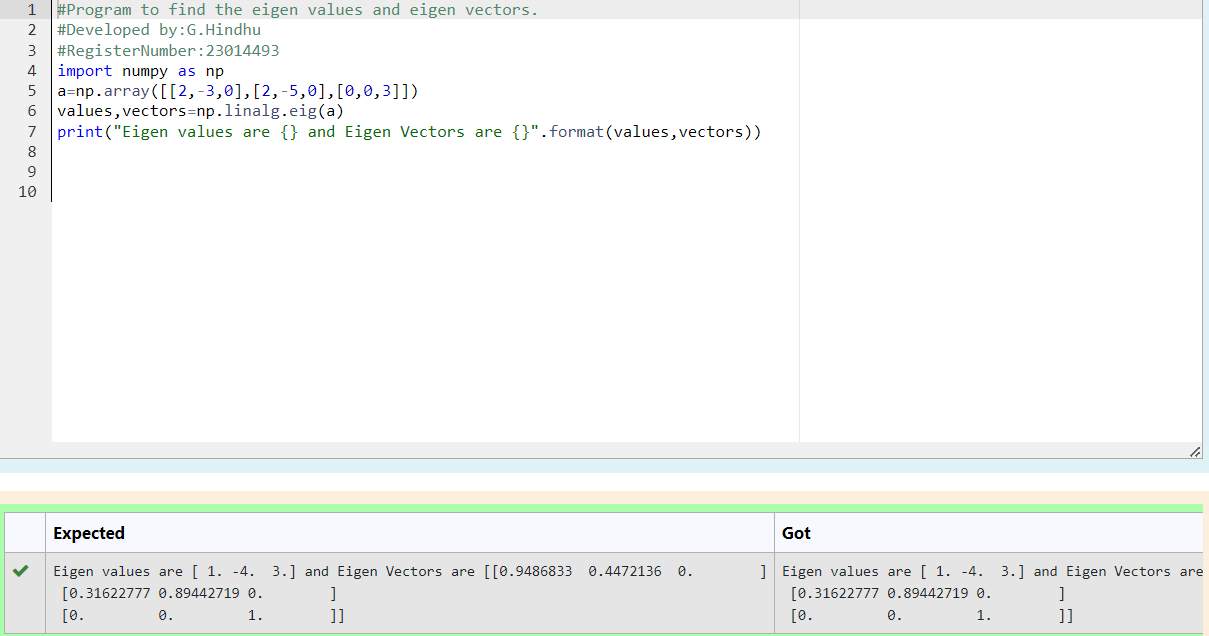 1 #Program to find the eigen values and eigen vectors.
2 #Developed by:G.Hindhu
3 #RegisterNumber:23014493
4 import numpy as np
5 a=np.array([[2,-3,0],[2,-5,0],[0,0,3]])
6 values,vectors=np.linalg.eig(a)
7 print("Eigen values are {} and Eigen Vectors are {}".format(values,vectors))
8
9
10
Expected Got
Eigen values are [ 1. -4.  3.] and Eigen Vectors are [[0.9486833  0.4472136  0.        ] Eigen values are [ 1. -4.  3.] and Eigen Vectors are
[0.31622777 0.89442719 0.        ] [0.31622777 0.89442719 0.        ]
[0.         0.         1.        ]] [0.         0.         1.        ]]